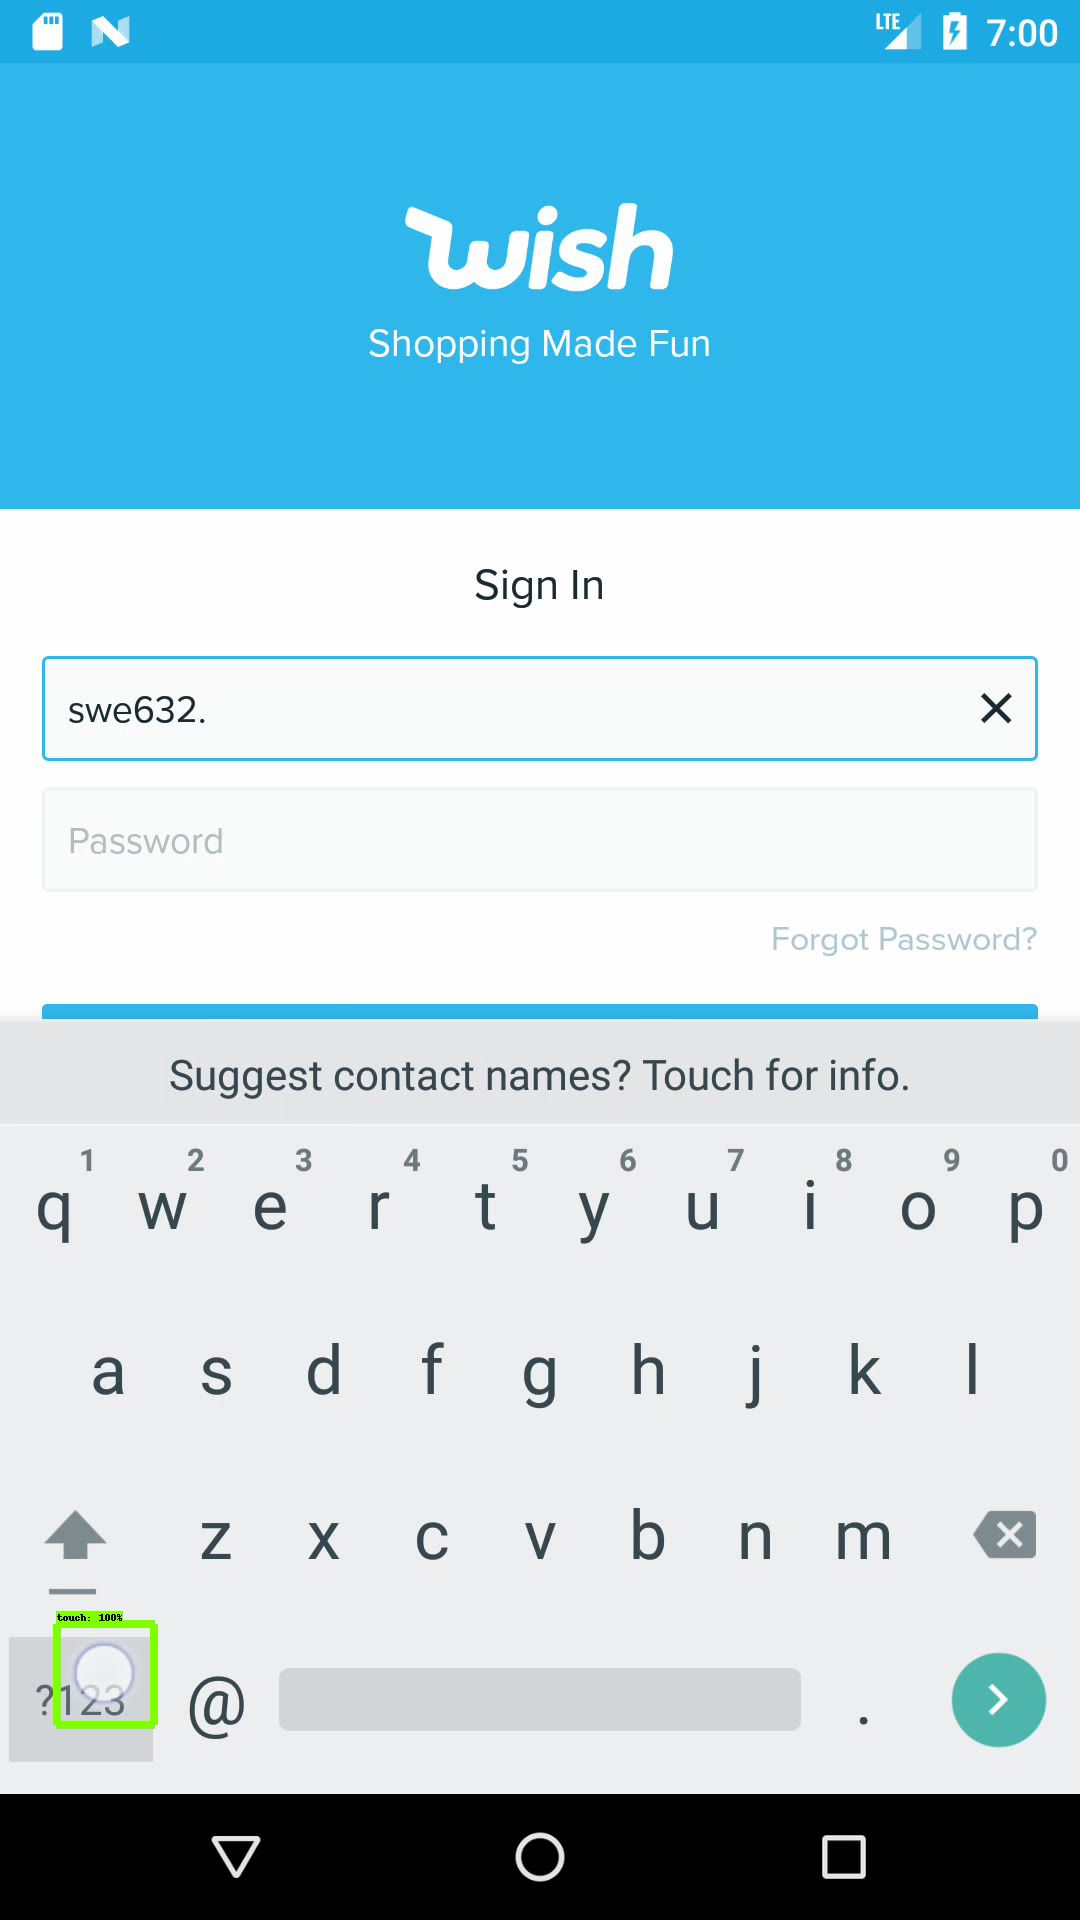 LTE 7:00
wish
Shopping Made Fun
Sign In
swe632.
Password
Forgot Password?
Suggest contact names? Touch for info.
1 2 3 4 5 6 7 8 9 0
q w e r t y u i o p
a s d f g h j k l
z x c v b n m
touch: 100%
?123 @ .